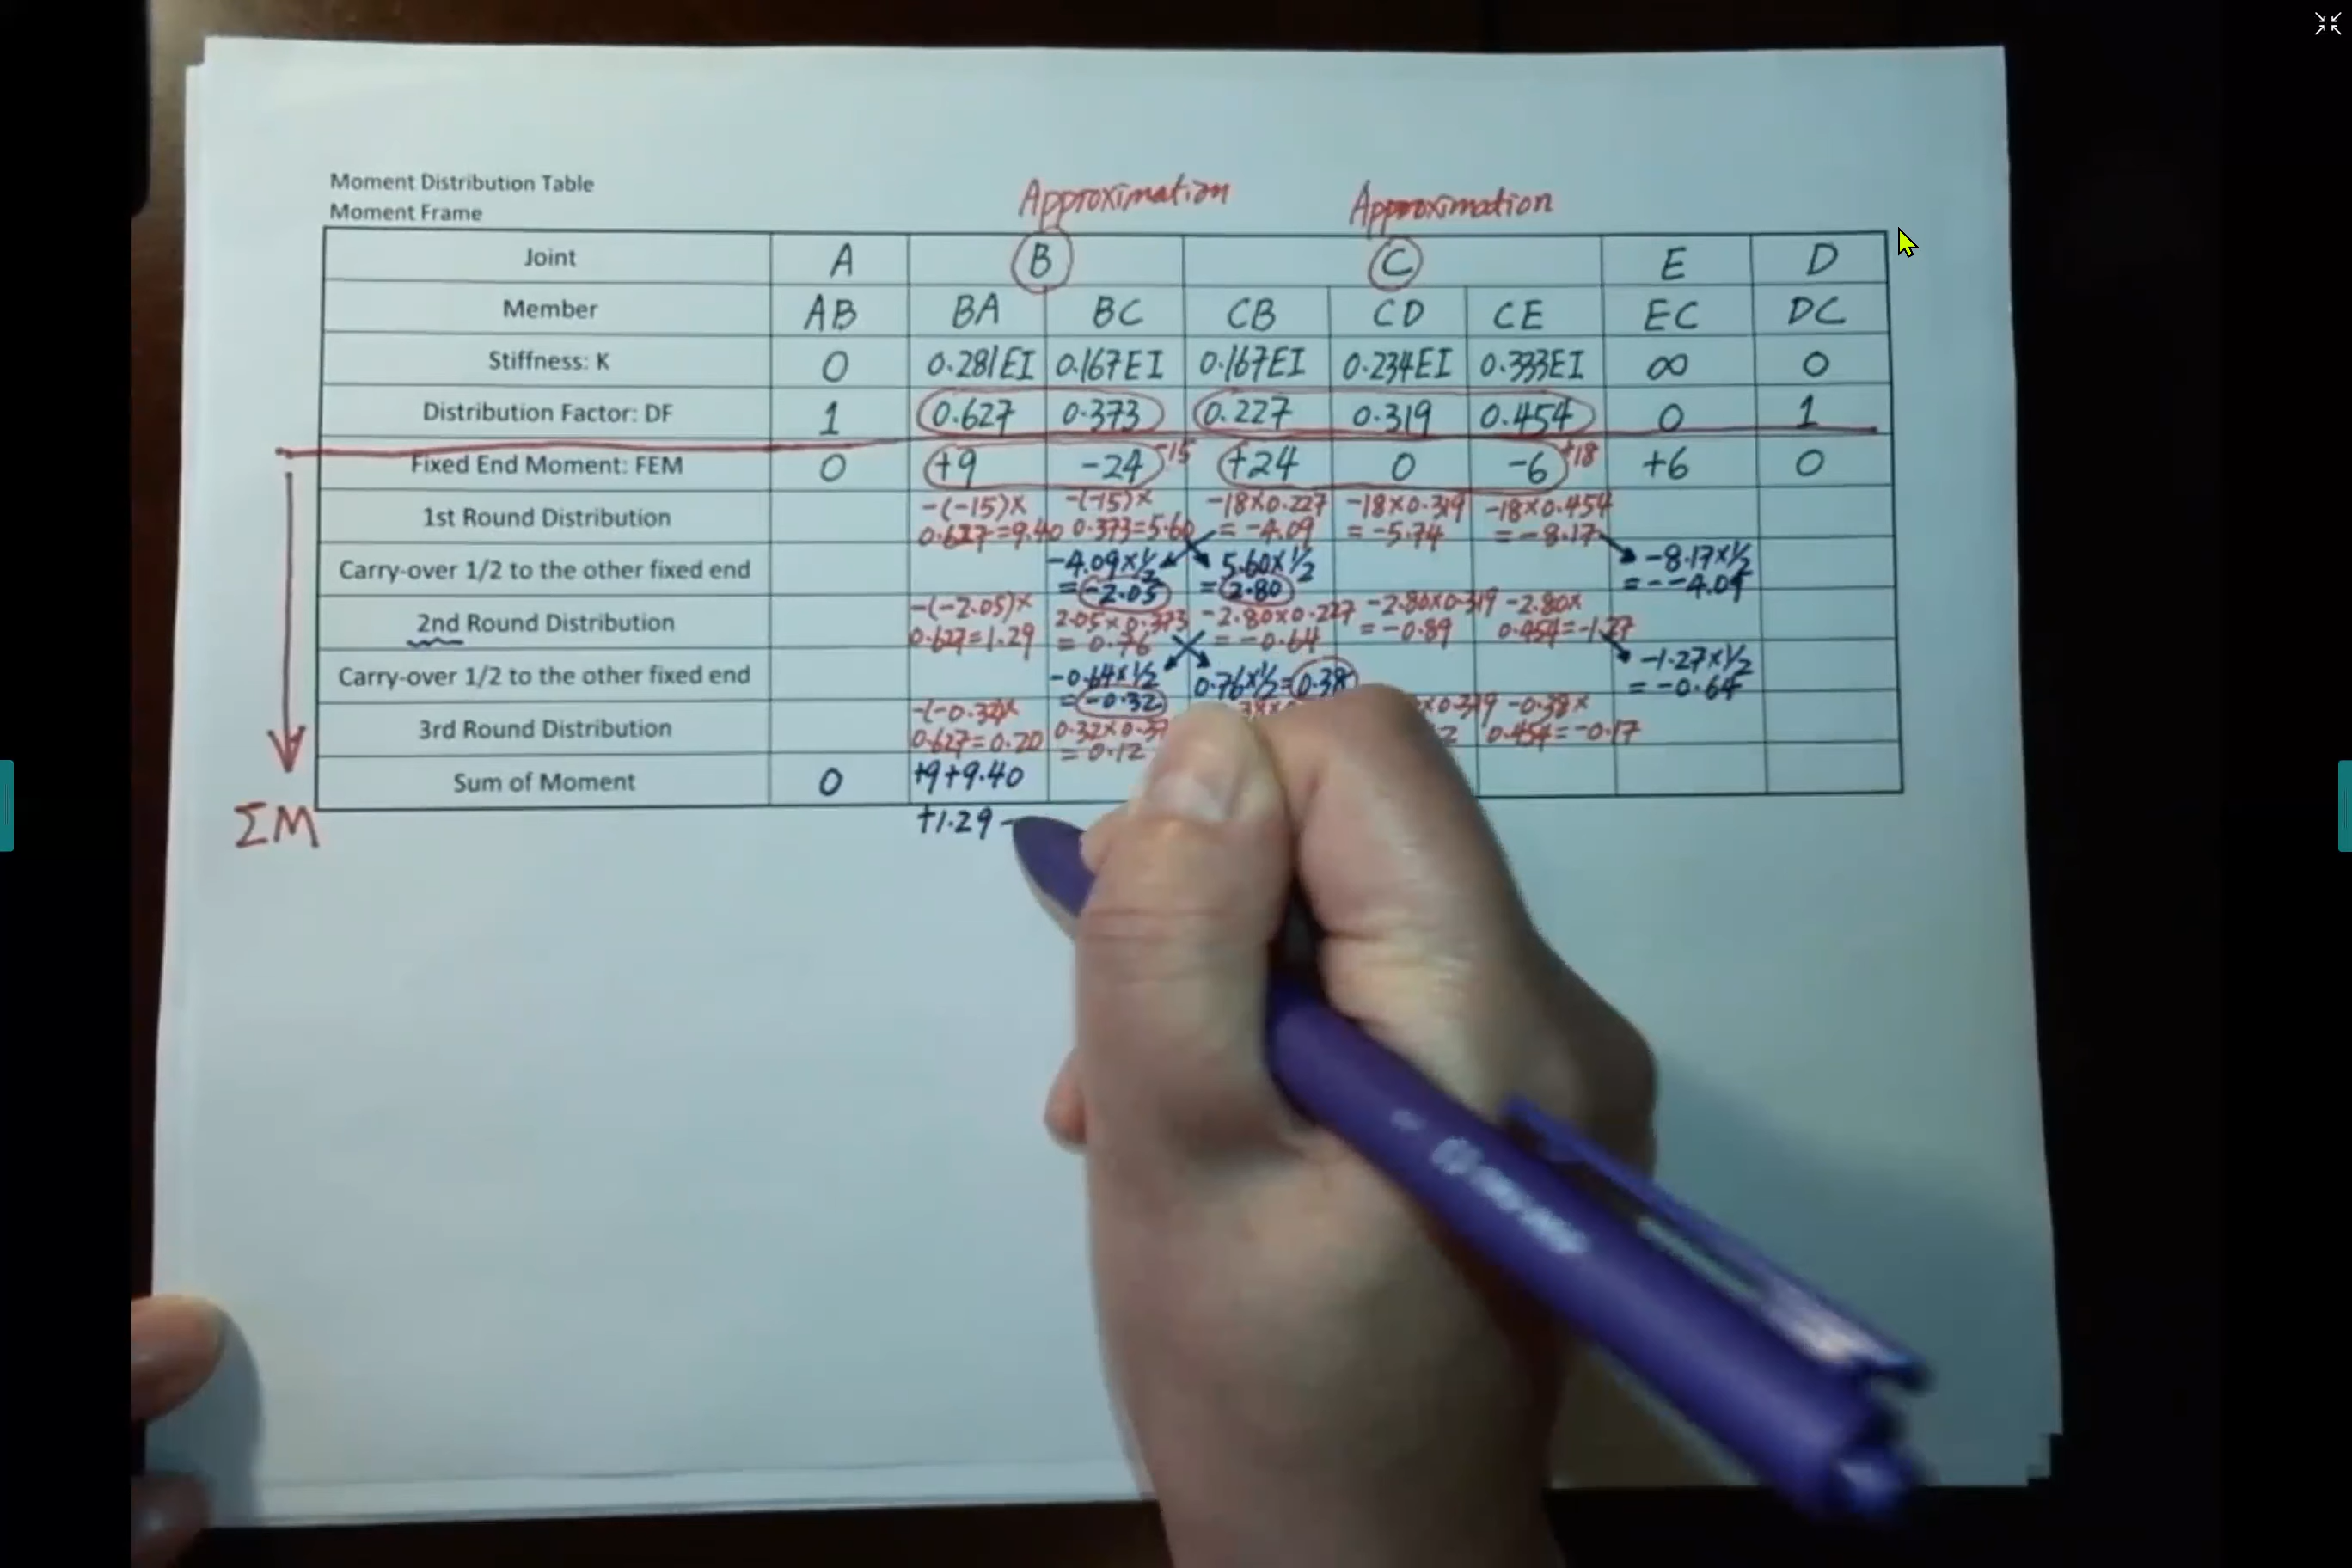 Moment Distribution Table
Moment Frame
Approximation Approximation
Joint A B C E D
Member AB BA BC CB CD CE EC DC
Stiffness: K 0 0.281EI 0.167EI 0.167EI 0.234EI 0.333EI ∞ 0
Distribution Factor: DF 1 0.627 0.373 0.227 0.319 0.454 0 1
Fixed End Moment: FEM 0 +9 -24 -15 +24 0 -6 +18 +6 0
1st Round Distribution -(-15)× 0.627=9.40 -(-15)× 0.373=5.60 -18×0.227 = -4.09 -18×0.319 = -5.74 -18×0.454 = -8.17
Carry-over 1/2 to the other fixed end -4.09×1/2 = -2.05 5.60×1/2 = 2.80 -8.17×1/2 = --4.09
2nd Round Distribution -(-2.05)× 0.627=1.29 2.05×0.373 = 0.76 -2.80×0.227 = -0.64 -2.80×0.319 = -0.89 -2.80× 0.454=-1.27
Carry-over 1/2 to the other fixed end -0.64×1/2 = -0.32 0.76×1/2=0.38 -1.27×1/2 = -0.64
3rd Round Distribution -(-0.32)× 0.627=0.20 0.32×0.37 = 0.12 ×0.319 -0.38× 0.454=-0.17
Sum of Moment 0 +9+9.40
ΣM +1.29 -